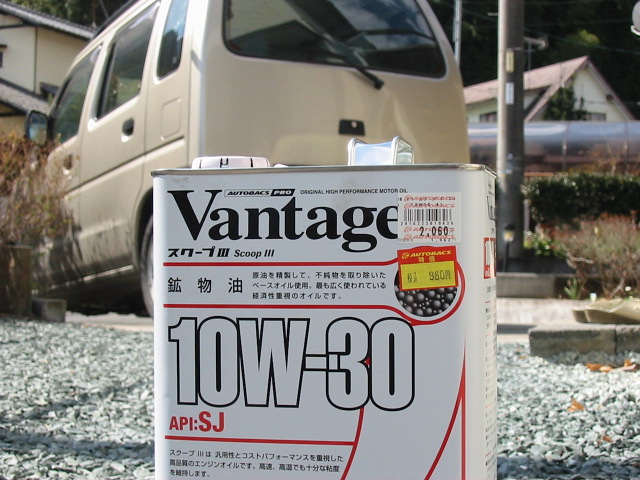 AUTOBACS PRO ORIGINAL HIGH PERFORMANCE MOTOR OIL
Vantage
AUTOBACS
2,060
スクープⅢ Scoop III
AUTOBACS
特価
税込 980円
鉱物油
原油を精製して、不純物を取り除いた
ベースオイル使用。最も広く使われている
経済性重視のオイルです。
10W-30
API:SJ
スクープ III は 汎用性とコストパフォーマンスを重視した
高品質のエンジンオイルです。高速、高温でも十分な粘度
を維持します。